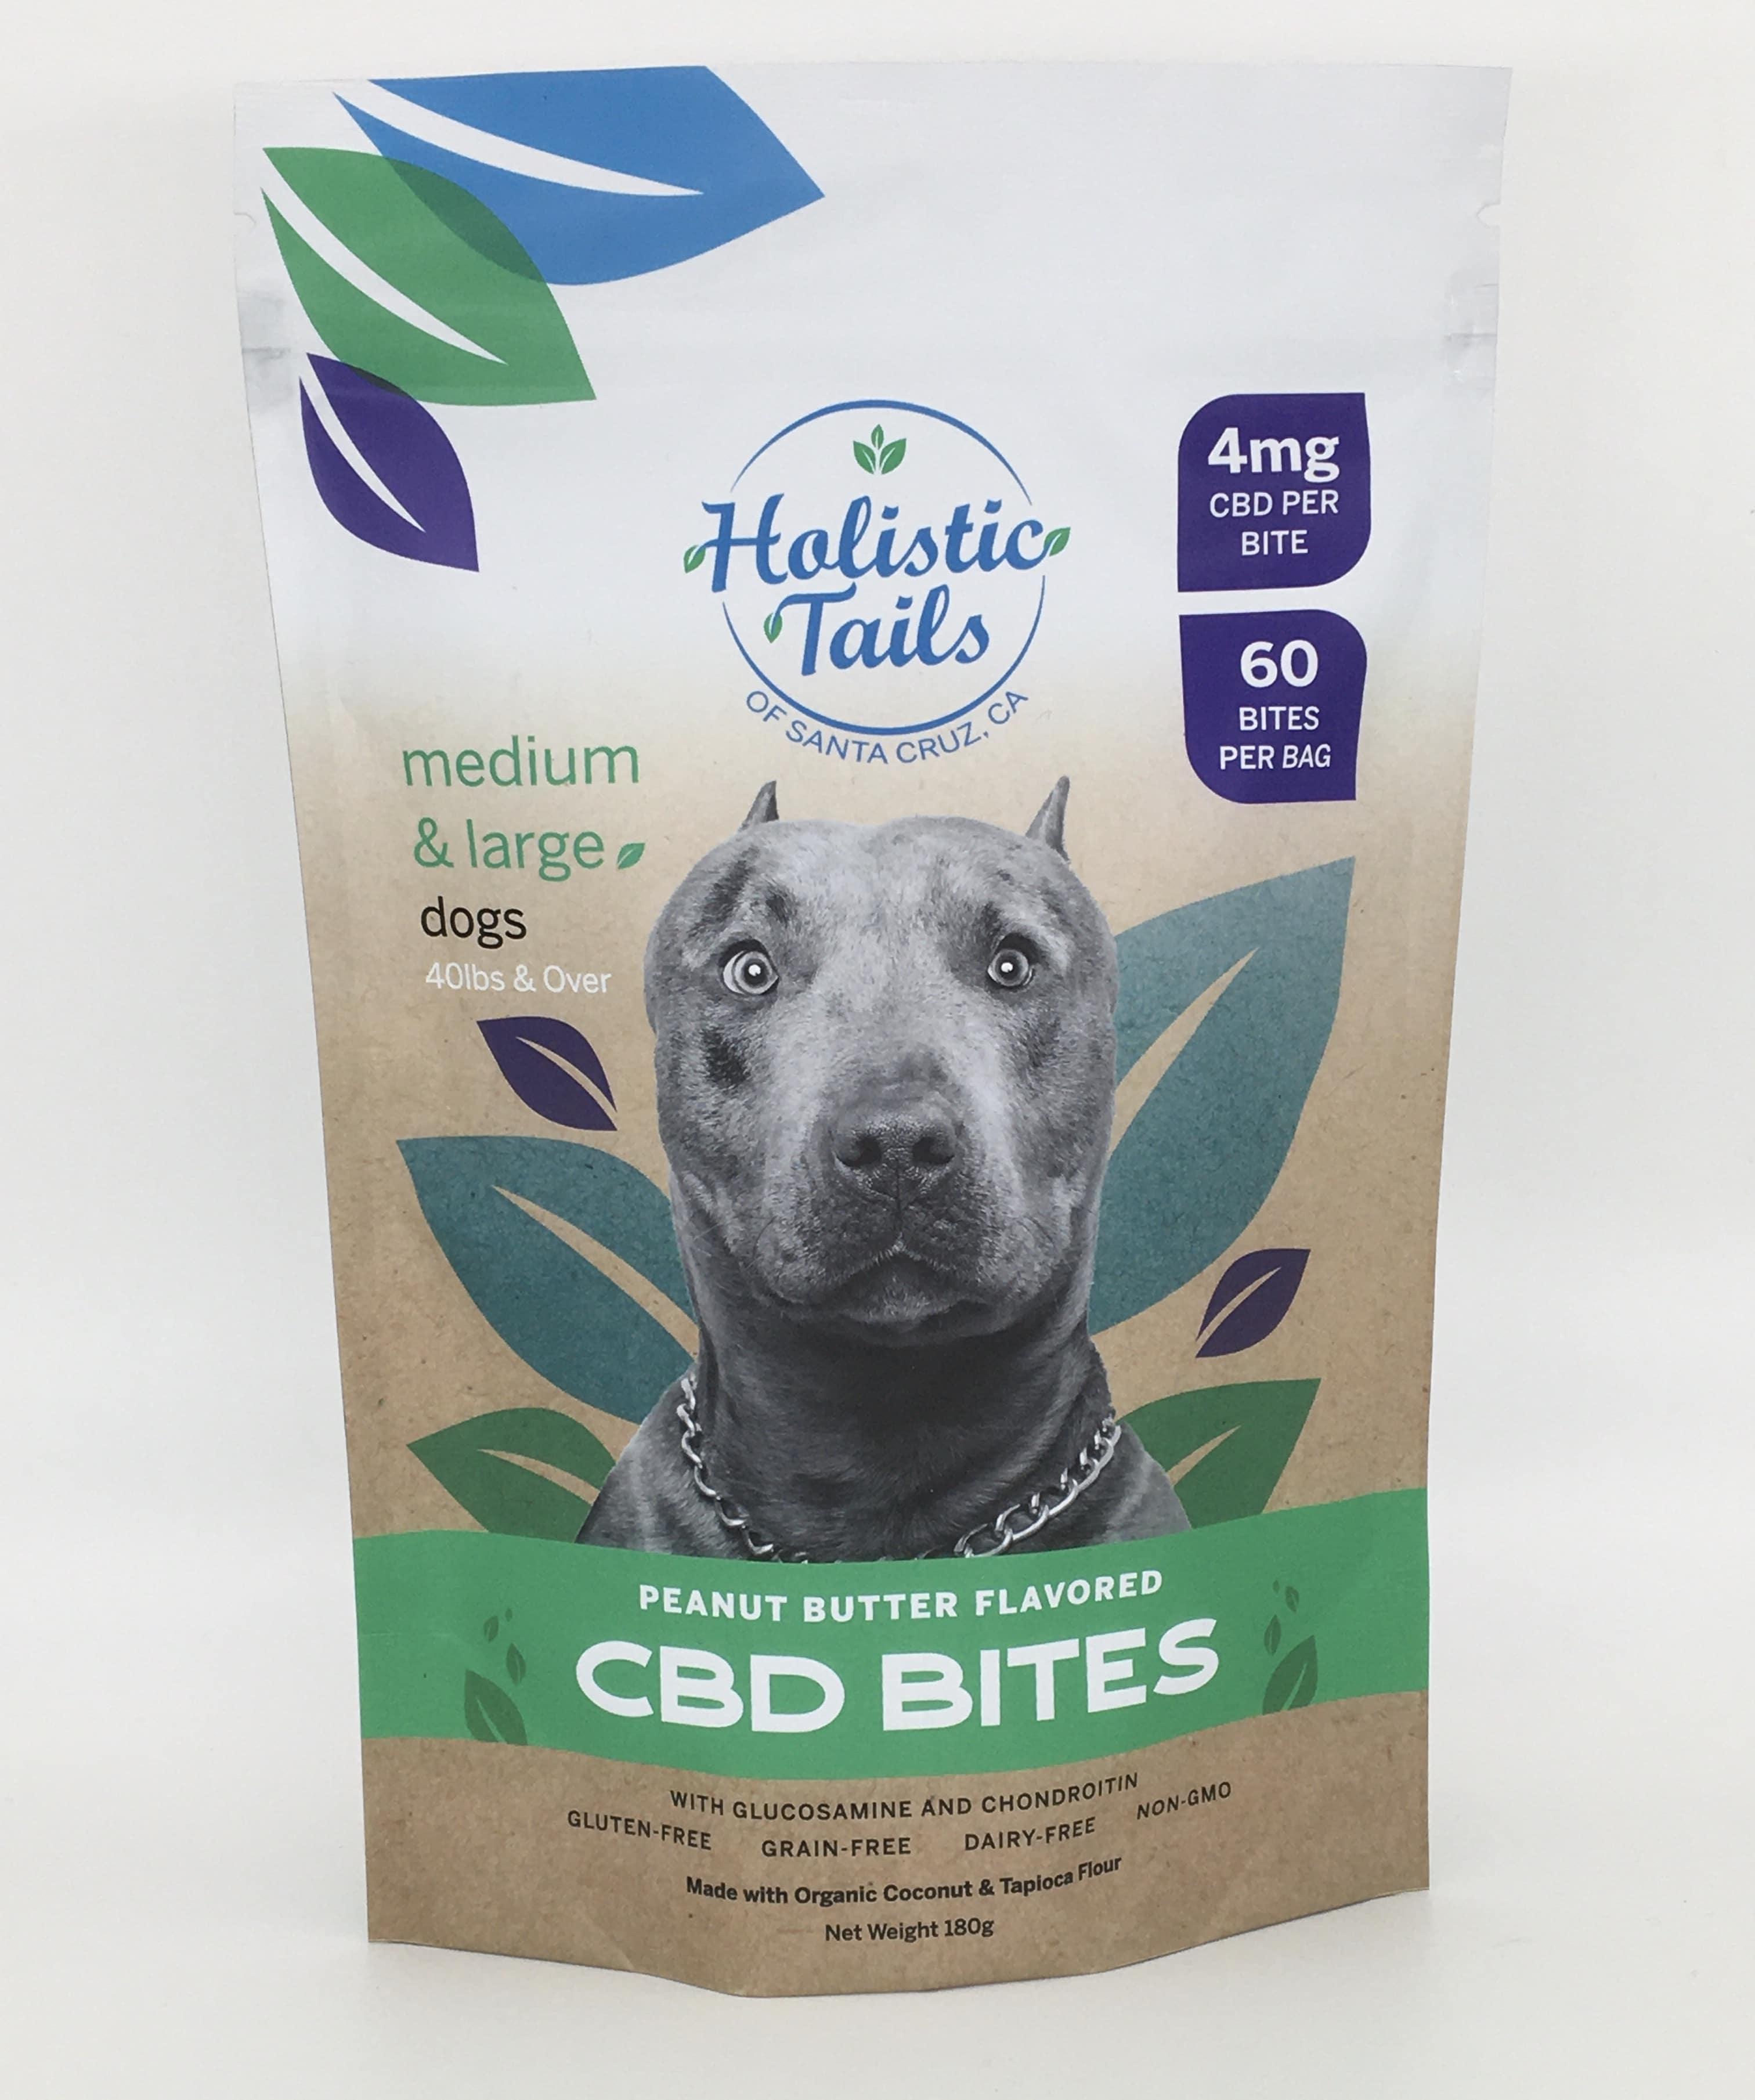 Holistic
Tails
OF SANTA CRUZ, CA
4mg
CBD PER
BITE
60
BITES
PER BAG
medium
& large
dogs
40lbs & Over
PEANUT BUTTER FLAVORED
CBD BITES
WITH GLUCOSAMINE AND CHONDROITIN
GLUTEN-FREE GRAIN-FREE DAIRY-FREE NON-GMO
Made with Organic Coconut & Tapioca Flour
Net Weight 180g